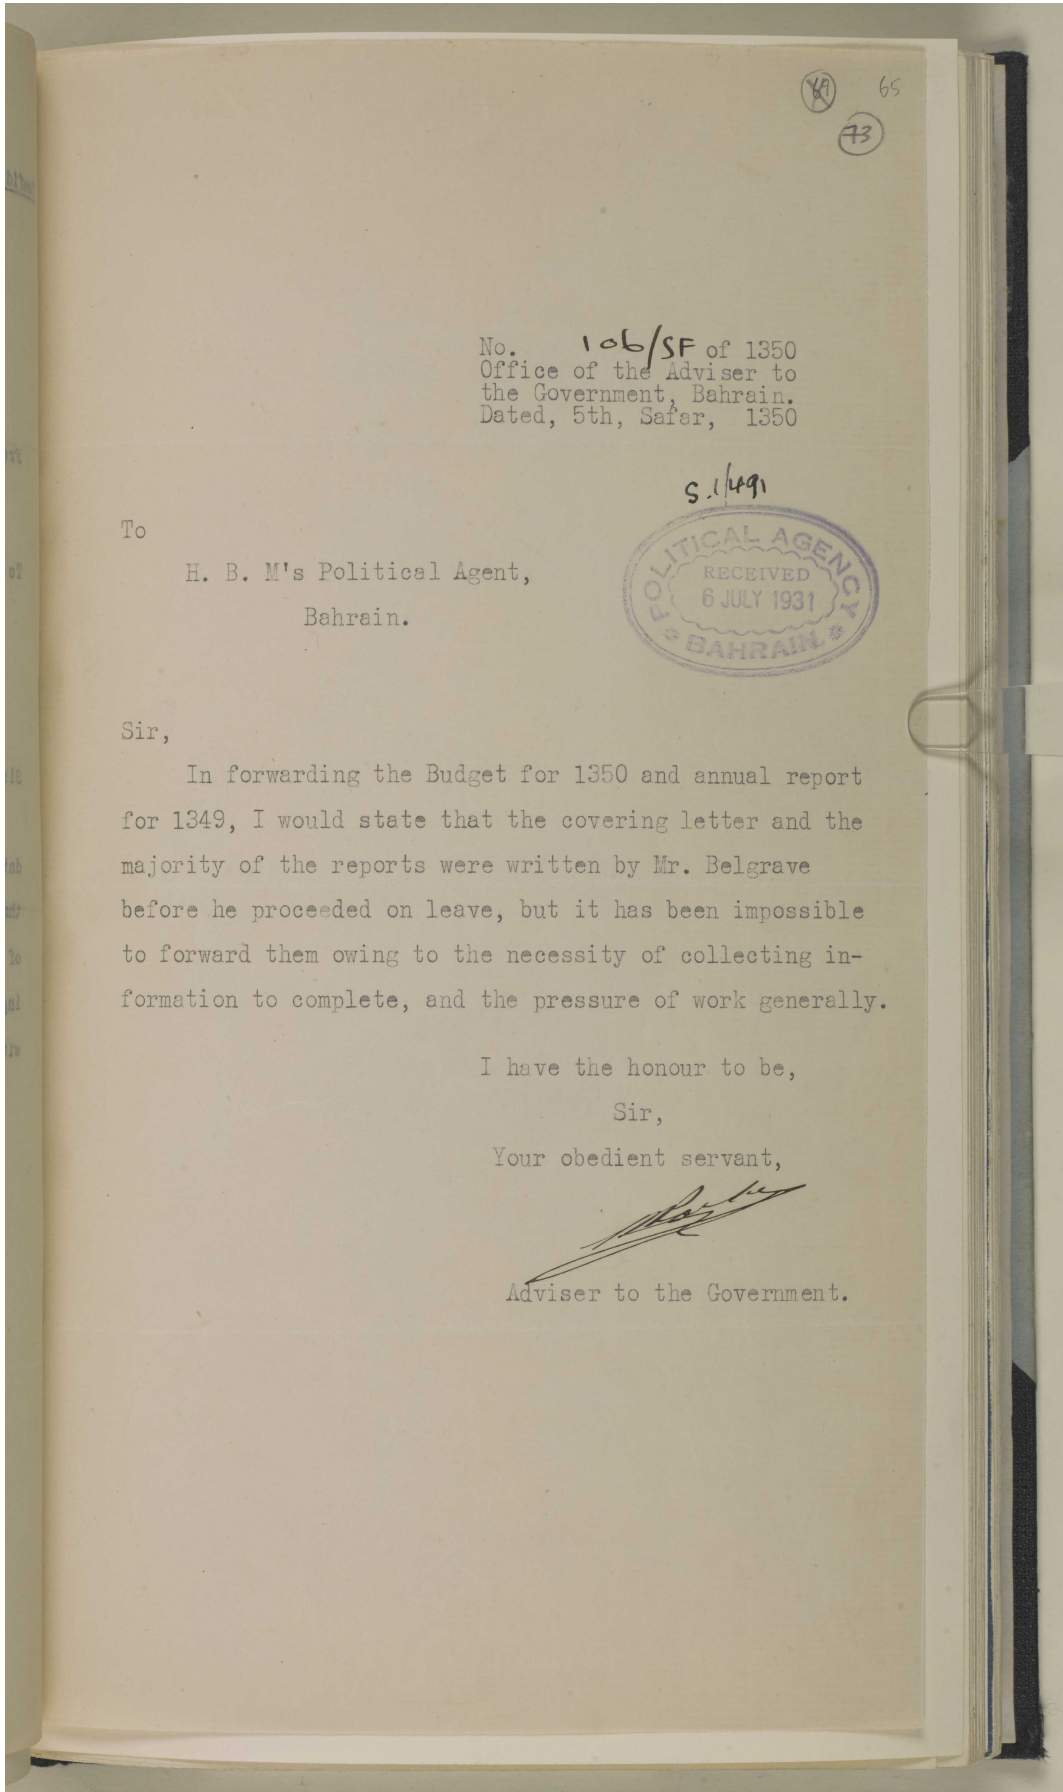 65
73
No. 106/SF of 1350
Office of the Adviser to
the Government, Bahrain.
Dated, 5th, Safar, 1350
S.1/491
To
H. B. M's Political Agent,
Bahrain.
POLITICAL AGENCY
RECEIVED
6 JULY 1931
BAHRAIN.
Sir,
In forwarding the Budget for 1350 and annual report
for 1349, I would state that the covering letter and the
majority of the reports were written by Mr. Belgrave
before he proceeded on leave, but it has been impossible
to forward them owing to the necessity of collecting in-
formation to complete, and the pressure of work generally.
I have the honour to be,
Sir,
Your obedient servant,
Adviser to the Government.